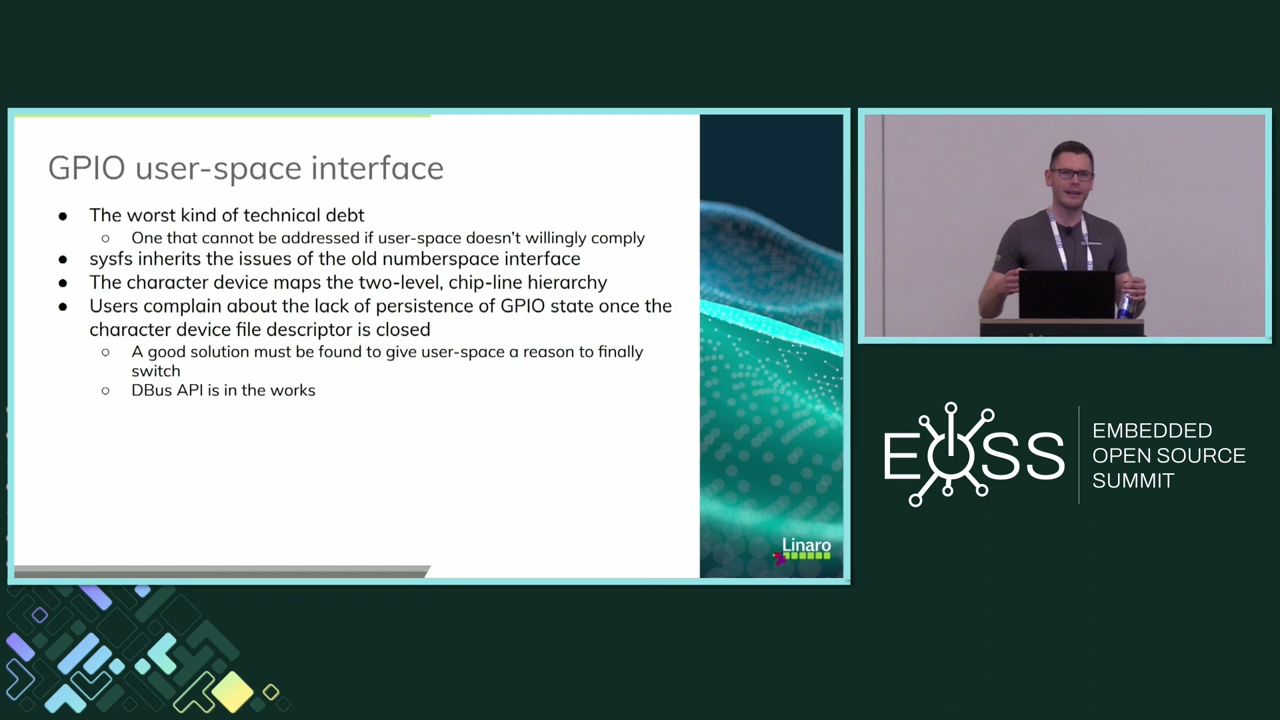 GPIO user-space interface
● The worst kind of technical debt
○ One that cannot be addressed if user-space doesn't willingly comply
● sysfs inherits the issues of the old numberspace interface
● The character device maps the two-level, chip-line hierarchy
● Users complain about the lack of persistence of GPIO state once the
character device file descriptor is closed
○ A good solution must be found to give user-space a reason to finally
switch
○ DBus API is in the works
Linaro
EOSS
EMBEDDED
OPEN SOURCE
SUMMIT